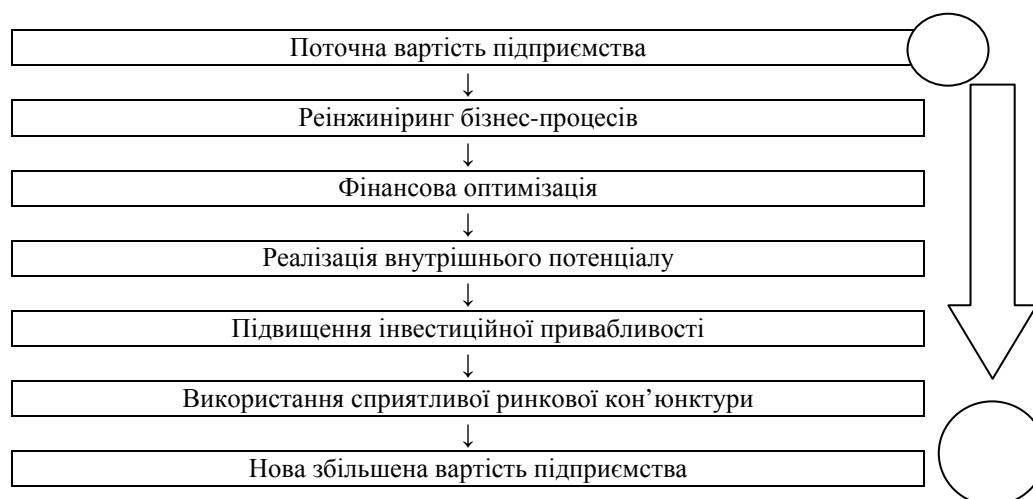 Поточна вартість підприємства
↓
Реінжиніринг бізнес-процесів
↓
Фінансова оптимізація
↓
Реалізація внутрішнього потенціалу
↓
Підвищення інвестиційної привабливості
↓
Використання сприятливої ринкової кон’юнктури
↓
Нова збільшена вартість підприємства